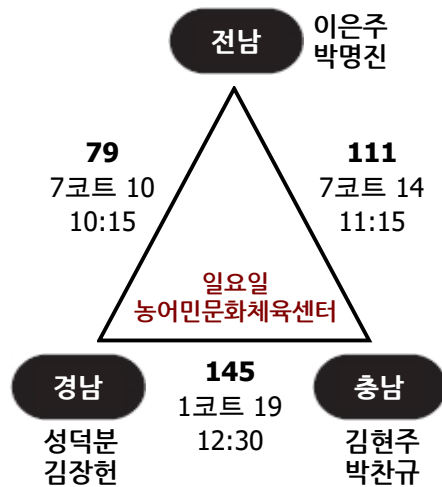 전남
이은주
박명진
79
7코트 10
10:15
111
7코트 14
11:15
일요일
농어민문화체육센터
경남
성덕분
김장헌
145
1코트 19
12:30
충남
김현주
박찬규